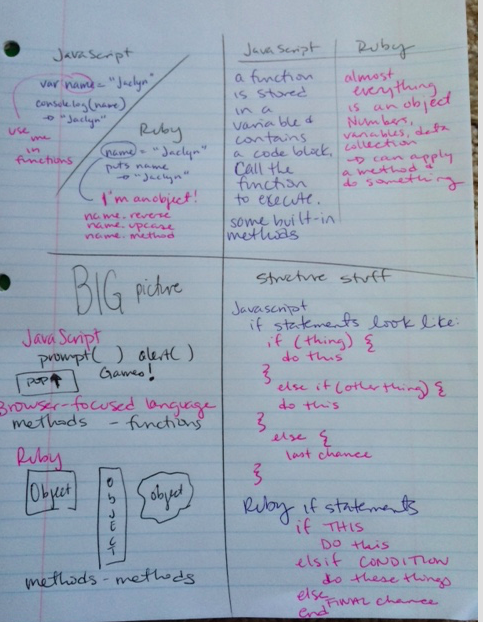 JavaScript
var name = "Jaclyn"
console.log(name)
→ "Jaclyn"
use
me
in
functions
Ruby
name = "Jaclyn"
puts name
→ "Jaclyn"
I'm an object!
name.reverse
name.upcase
name.method
JavaScript
a function
is stored
in a
variable &
contains
a code block.
Call the
function
to execute.
some built-in
methods
Ruby
almost
everything
is an object
Numbers,
variables, data
collection
→ can apply
a method &
do something
BIG picture
JavaScript
prompt( ) alert( )
POP↑ Games!
Browser-focused language
methods - functions
Ruby
Object
OBJECT
object
methods - methods
Structure stuff
Javascript
if statements look like:
if (thing) {
do this
}
else if (other thing) {
do this
}
else {
last chance
}
Ruby if statements
if THIS
DO this
elsif CONDITION
do these things
else
FINAL chance
end